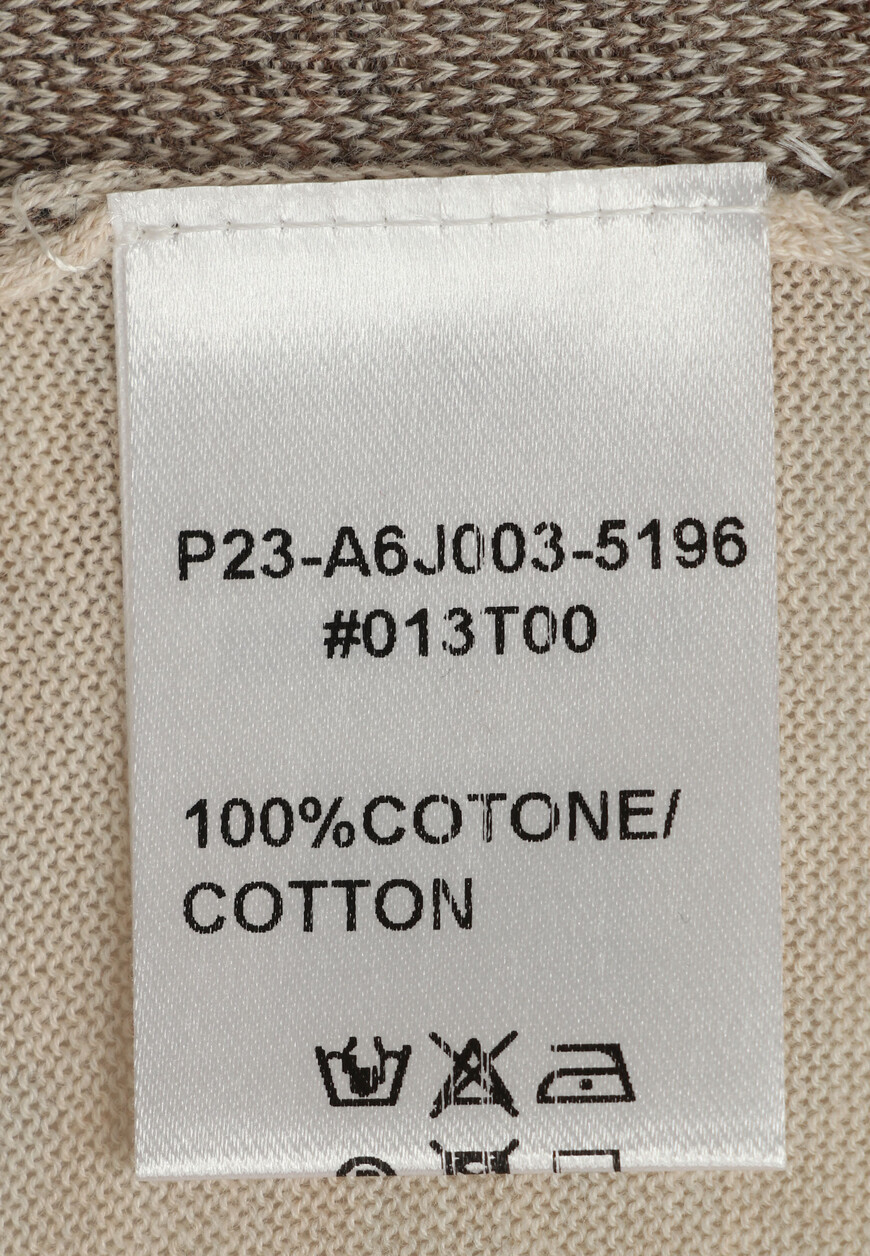 P23-A6J003-5196
#013T00
100%COTONE/
COTTON